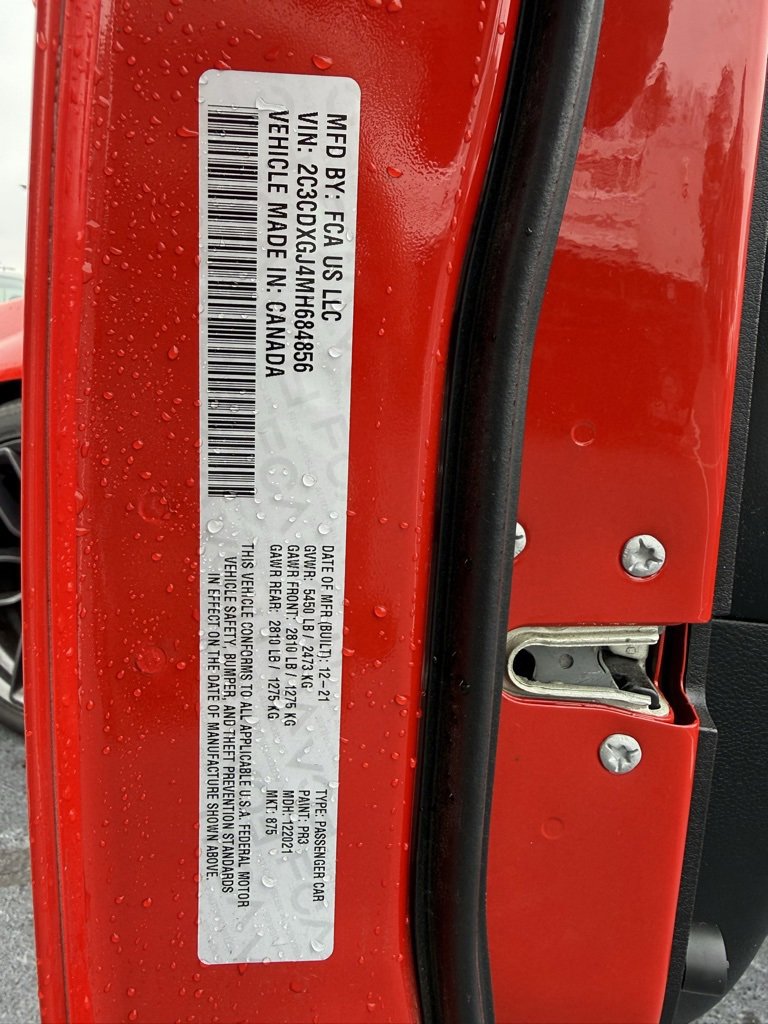 MFD BY: FCA US LLC
VIN: 2C3CDXGJ4MH684856
VEHICLE MADE IN: CANADA
DATE OF MFR (BUILT): 12-21
GVWR: 5450 LB / 2473 KG
GAWR FRONT: 2810 LB / 1275 KG
GAWR REAR: 2810 LB / 1275 KG
TYPE: PASSENGER CAR
PAINT: PR3
MDH: 122021
MKT: 875
THIS VEHICLE CONFORMS TO ALL APPLICABLE U.S.A. FEDERAL MOTOR
VEHICLE SAFETY, BUMPER, AND THEFT PREVENTION STANDARDS
IN EFFECT ON THE DATE OF MANUFACTURE SHOWN ABOVE.